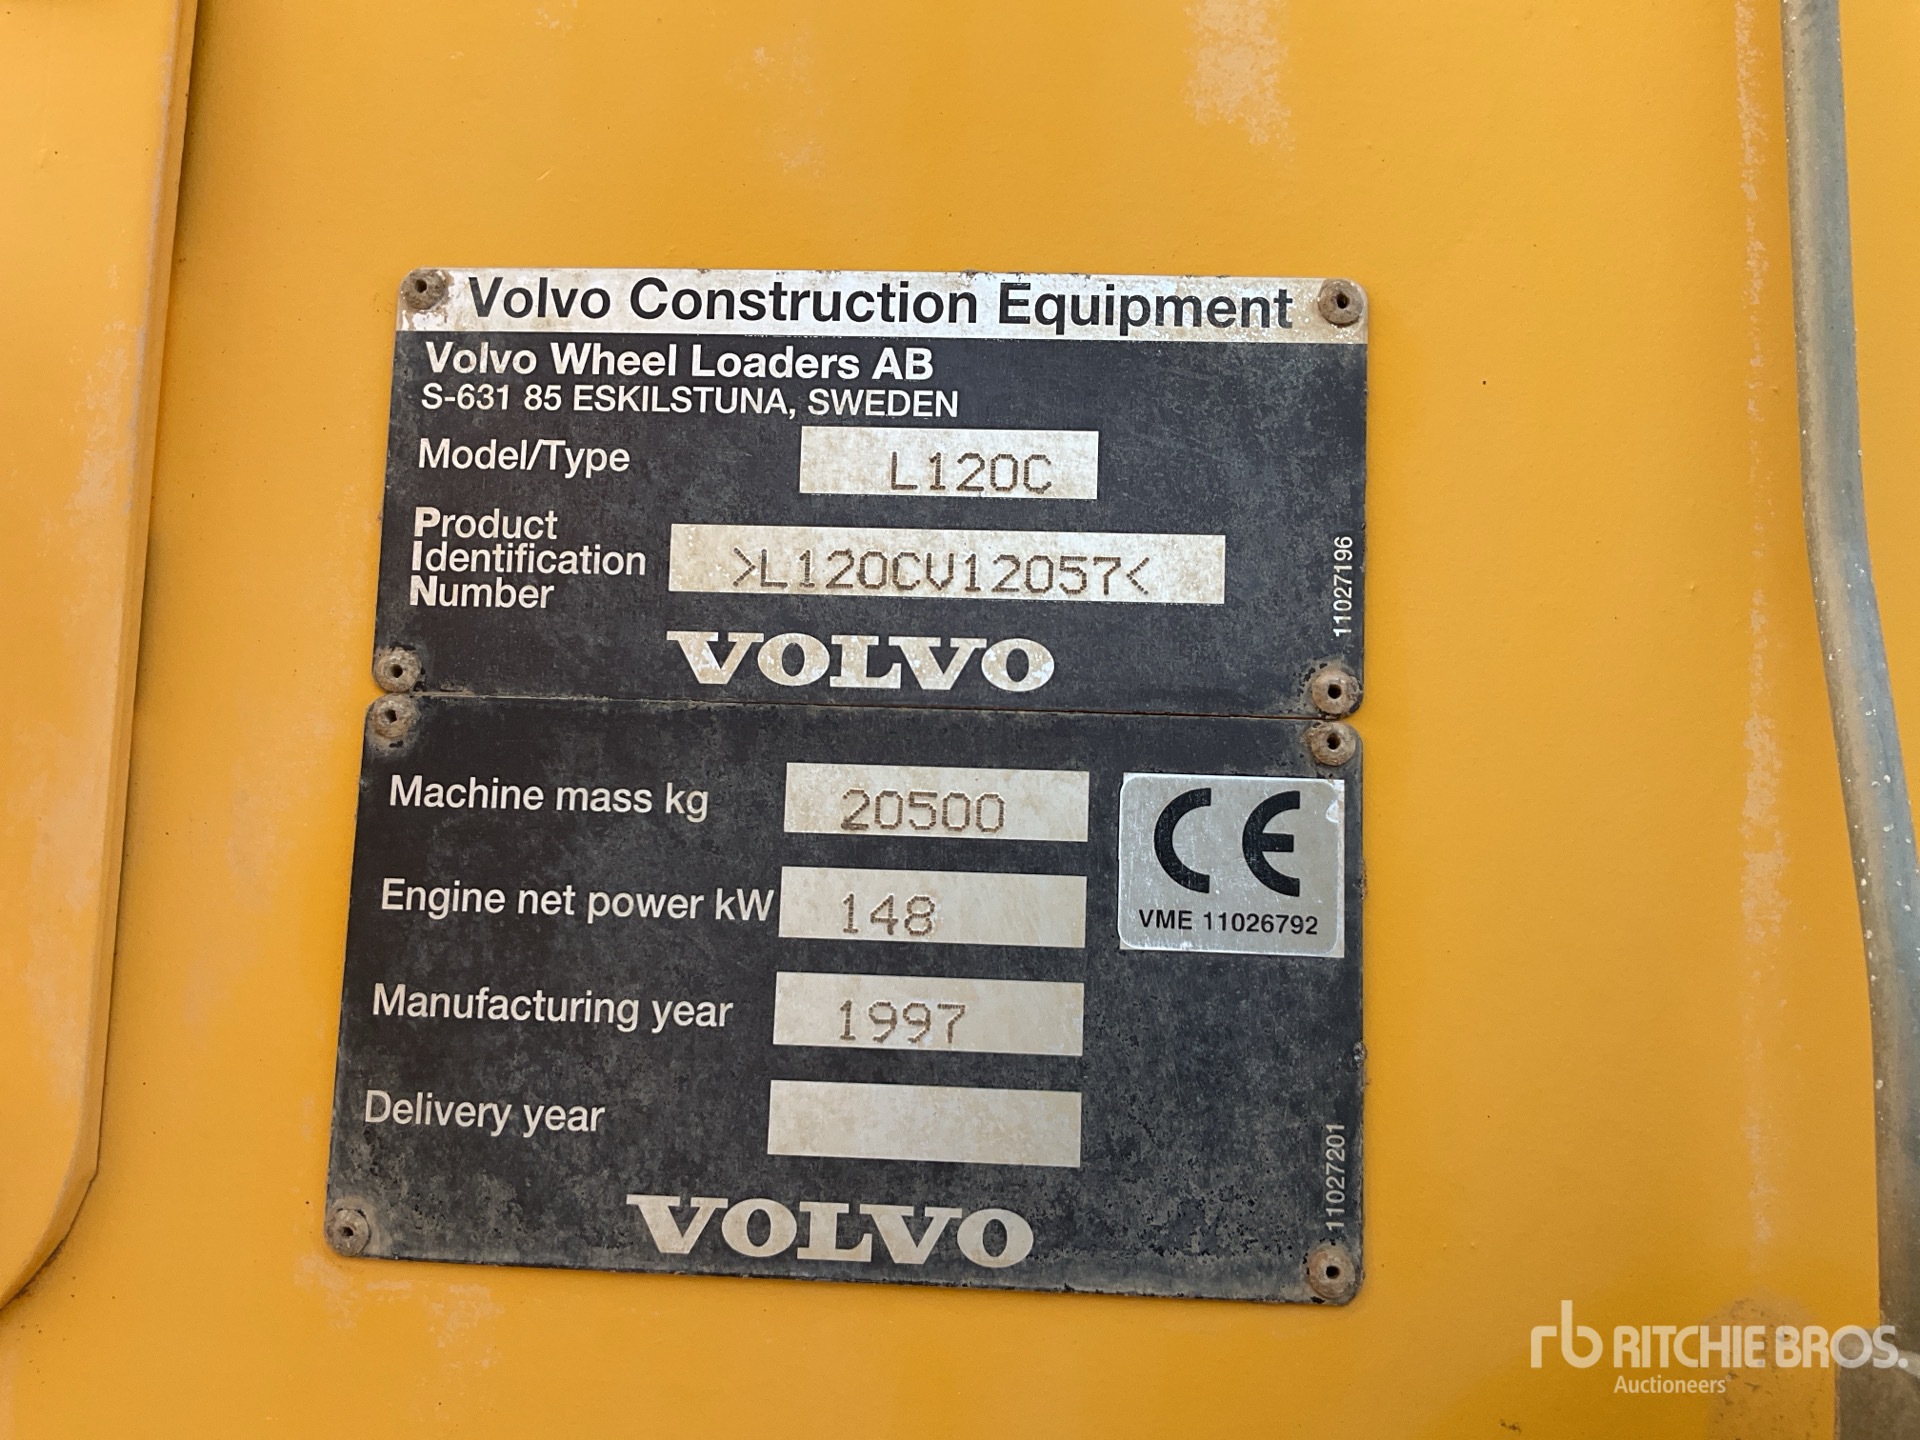 Volvo Construction Equipment
Volvo Wheel Loaders AB
S-631 85 ESKILSTUNA, SWEDEN
Model/Type L120C
Product
Identification
Number >L120CV12057<
11027196
VOLVO
Machine mass kg 20500
Engine net power kW 148
Manufacturing year 1997
Delivery year
CE
VME 11026792
11027201
VOLVO
rb RITCHIE BROS.
Auctioneers